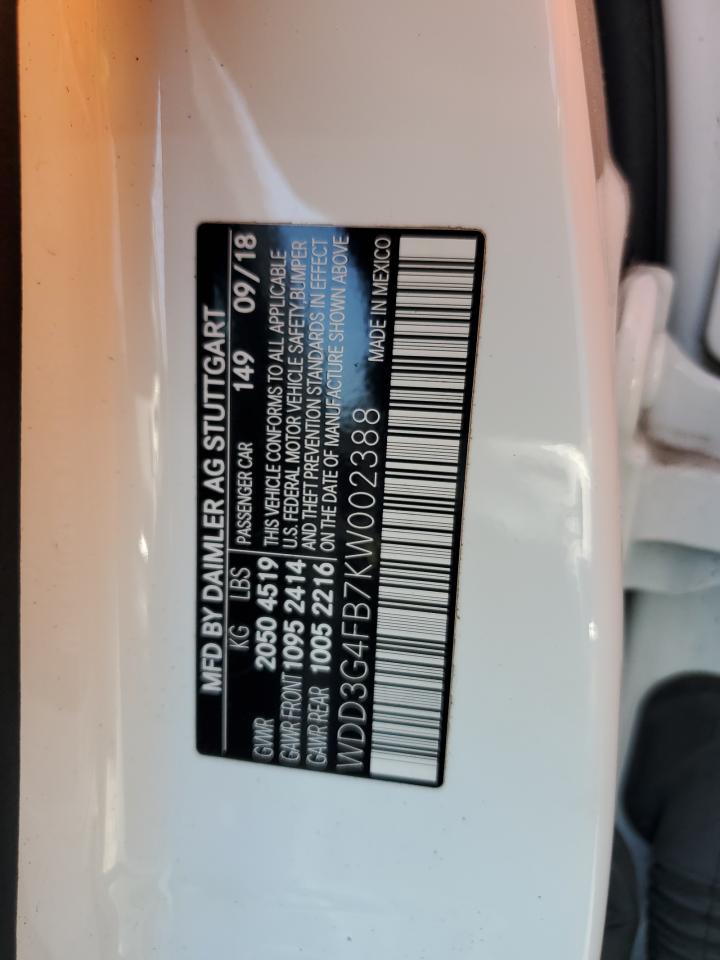 MFD BY DAIMLER AG STUTTGART
KG LBS PASSENGER CAR 149 09/18
GVWR 2050 4519 THIS VEHICLE CONFORMS TO ALL APPLICABLE
GAWR FRONT 1095 2414 U.S. FEDERAL MOTOR VEHICLE SAFETY, BUMPER
GAWR REAR 1005 2216 AND THEFT PREVENTION STANDARDS IN EFFECT
ON THE DATE OF MANUFACTURE SHOWN ABOVE
WDD3G4FB7KW002388 MADE IN MEXICO